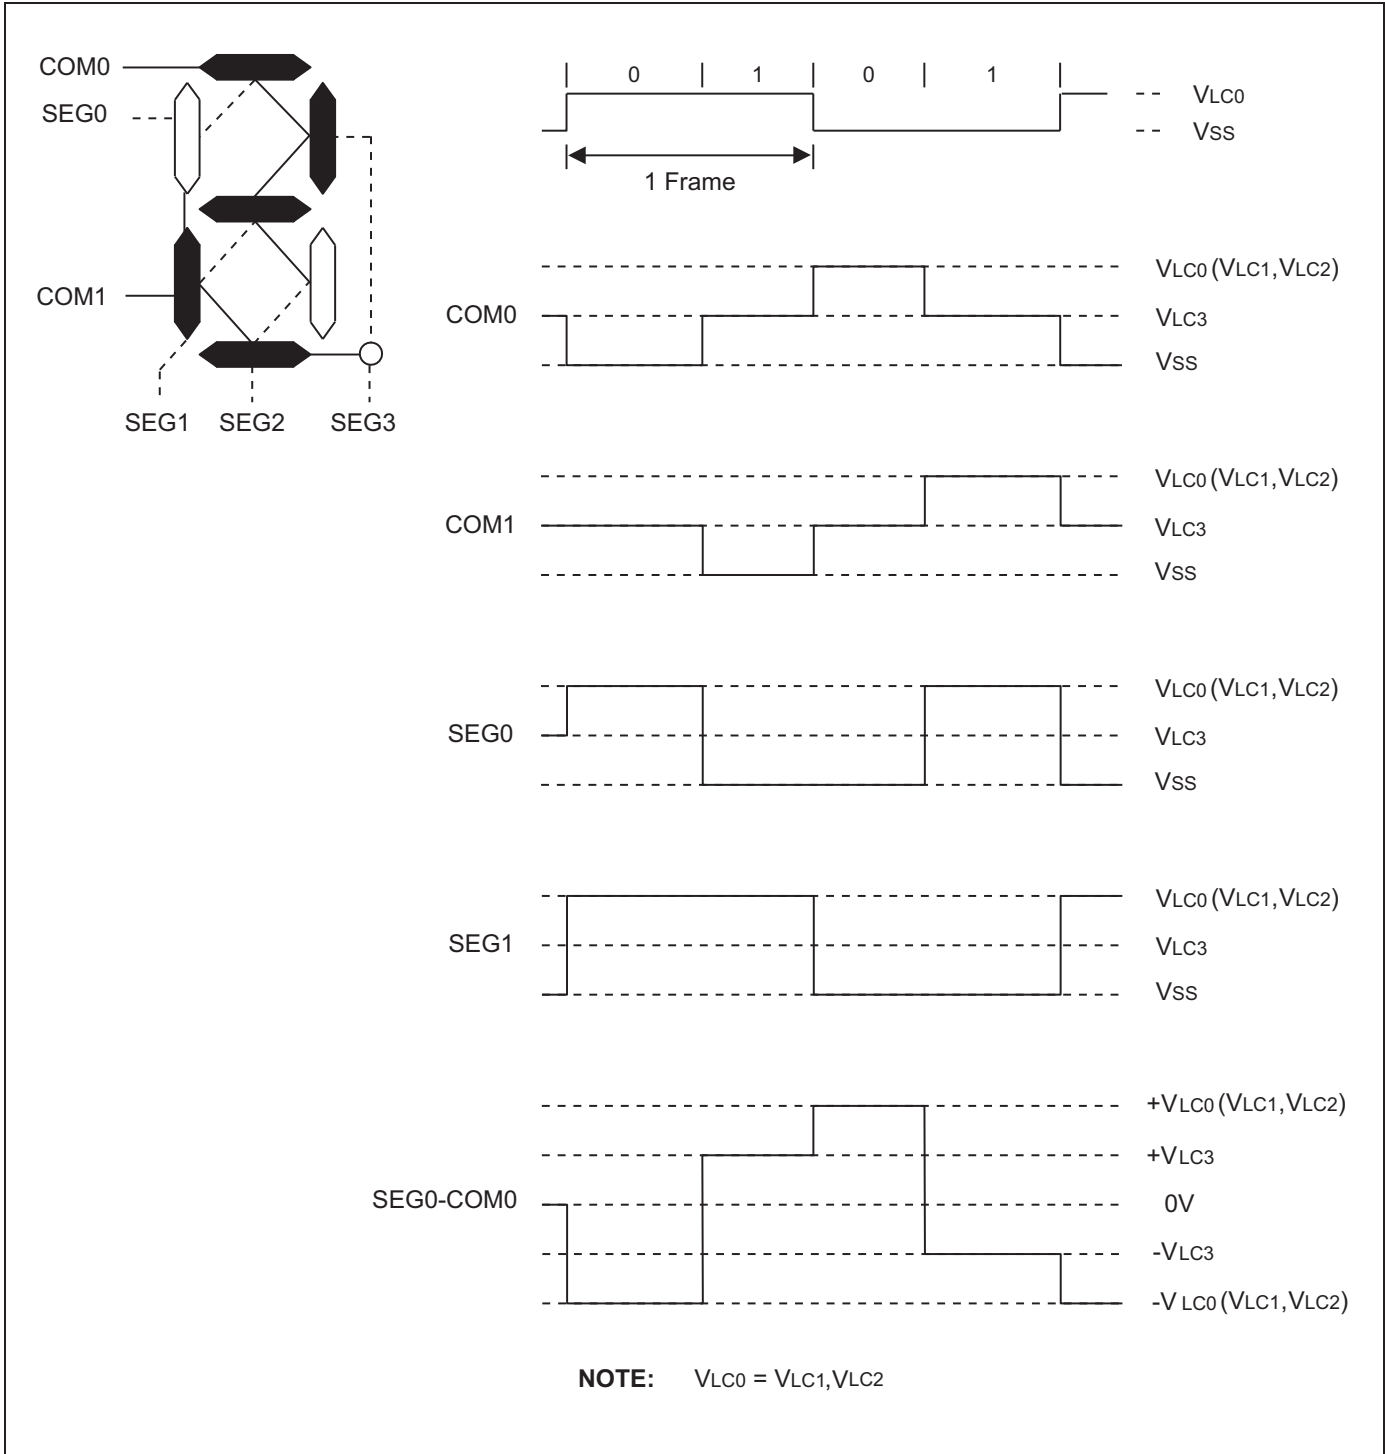 COM0
SEG0
COM1
SEG1 SEG2 SEG3
0 1 0 1
VLC0
VSS
1 Frame
COM0
VLC0 (VLC1,VLC2)
VLC3
VSS
COM1
VLC0 (VLC1,VLC2)
VLC3
VSS
SEG0
VLC0 (VLC1,VLC2)
VLC3
VSS
SEG1
VLC0 (VLC1,VLC2)
VLC3
VSS
SEG0-COM0
+VLC0 (VLC1,VLC2)
+VLC3
0V
-VLC3
-V LC0 (VLC1,VLC2)
NOTE: VLC0 = VLC1,VLC2